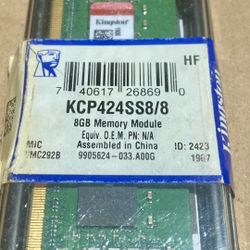 Kingston
HF
7 40617 26869 0
KCP424SS8/8
8GB Memory Module
Equiv. O.E.M. PN: N/A
MIC Assembled in China ID: 2423
9905624-033.A00G 1907
Kingston